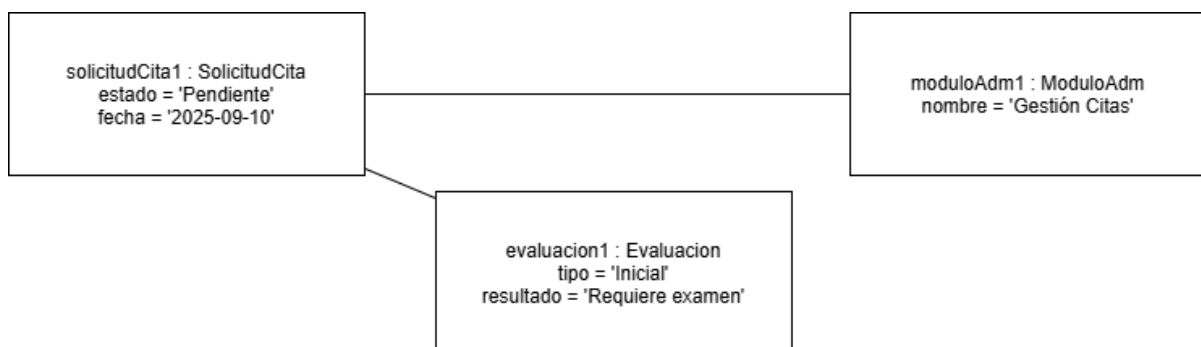 solicitudCita1 : SolicitudCita
estado = 'Pendiente'
fecha = '2025-09-10'
moduloAdm1 : ModuloAdm
nombre = 'Gestión Citas'
evaluacion1 : Evaluacion
tipo = 'Inicial'
resultado = 'Requiere examen'